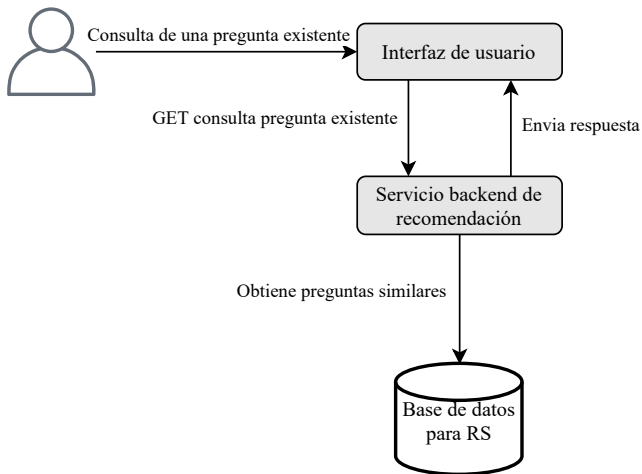 Consulta de una pregunta existente
Interfaz de usuario
GET consulta pregunta existente
Envia respuesta
Servicio backend de
recomendación
Obtiene preguntas similares
Base de datos
para RS